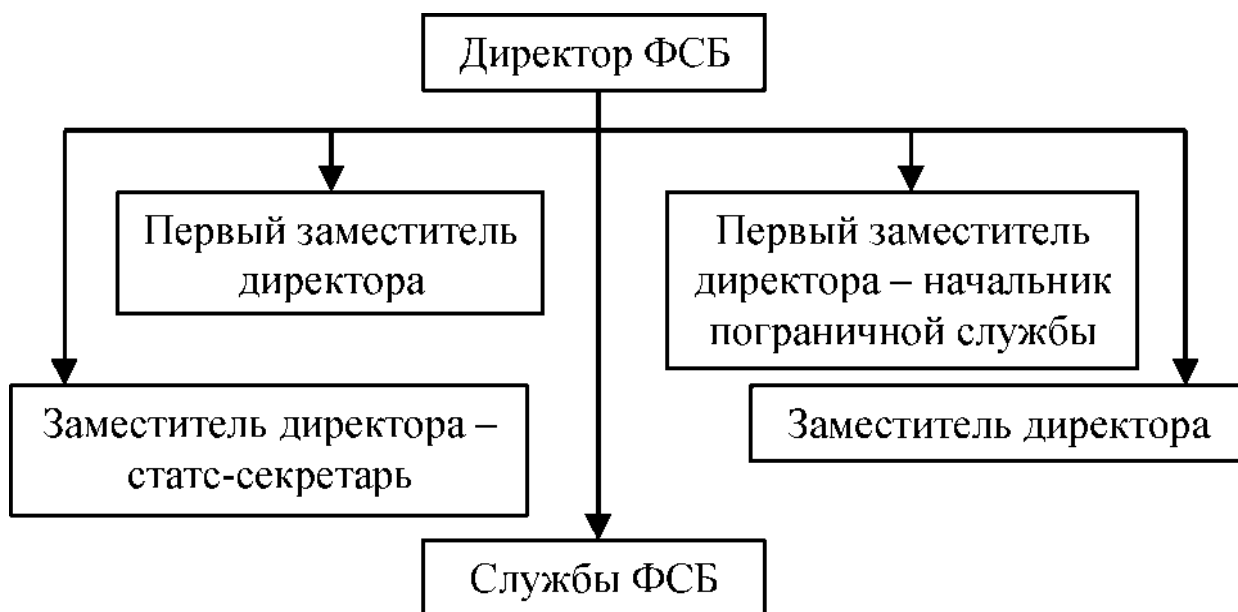 Директор ФСБ
Первый заместитель
директора
Первый заместитель
директора – начальник
пограничной службы
Заместитель директора –
статс-секретарь
Заместитель директора
Службы ФСБ